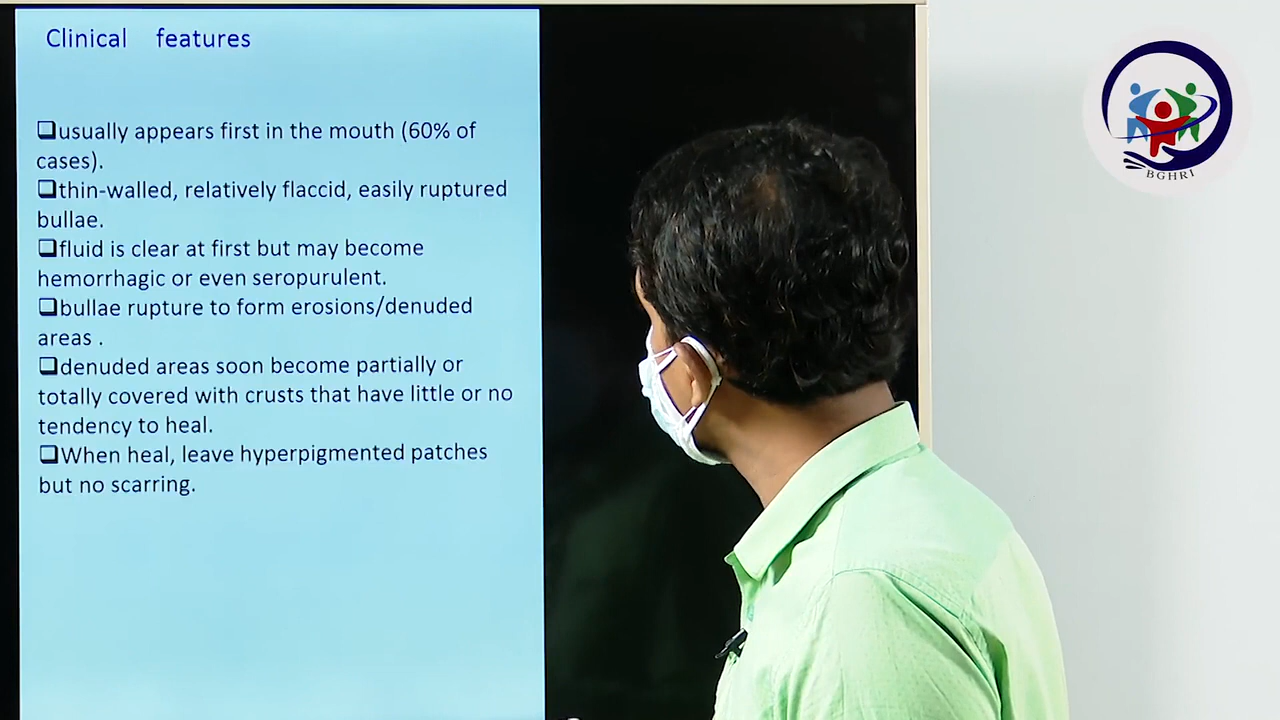 Clinical features
❑usually appears first in the mouth (60% of
cases).
❑thin-walled, relatively flaccid, easily ruptured
bullae.
❑fluid is clear at first but may become
hemorrhagic or even seropurulent.
❑bullae rupture to form erosions/denuded
areas .
❑denuded areas soon become partially or
totally covered with crusts that have little or no
tendency to heal.
❑When heal, leave hyperpigmented patches
but no scarring.
BGHRI